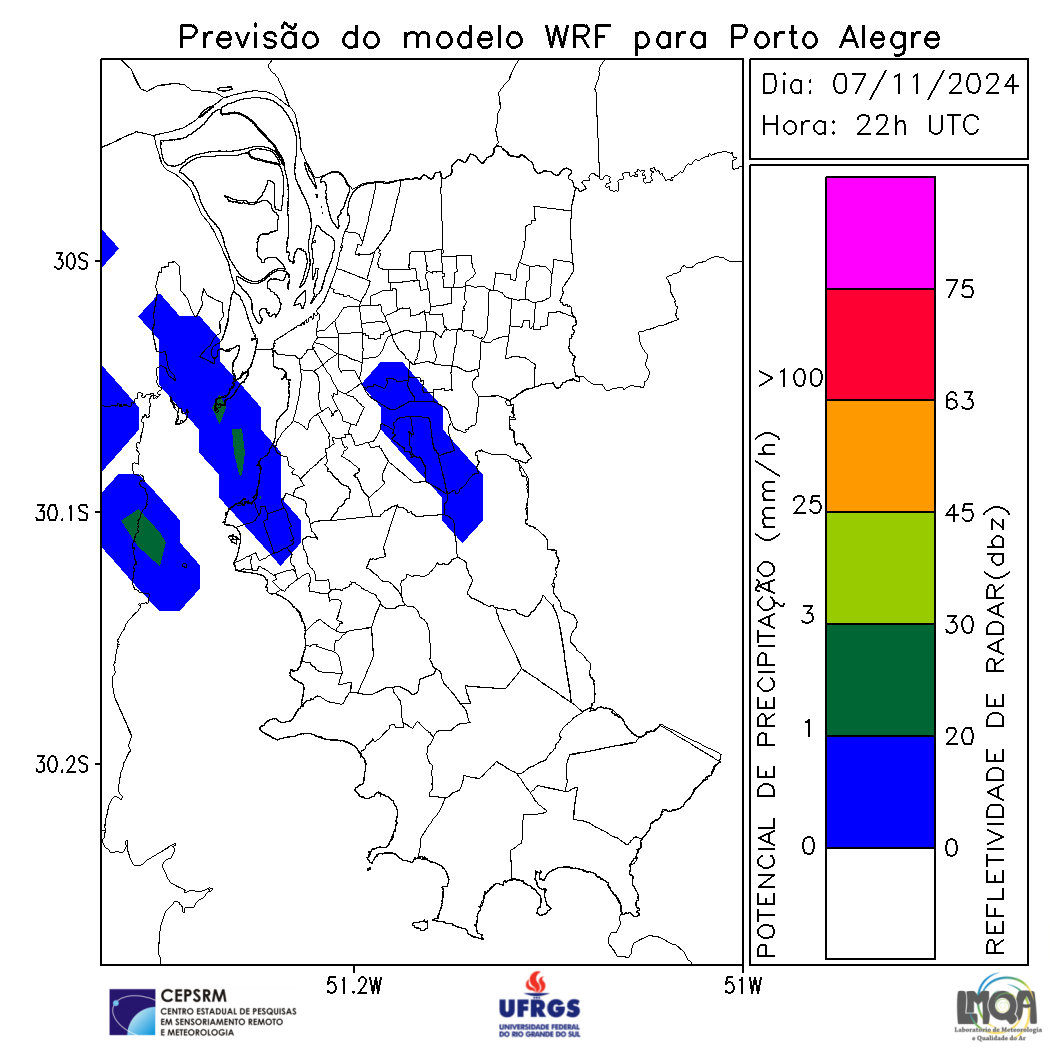 Previsão do modelo WRF para Porto Alegre
Dia: 07/11/2024
Hora: 22h UTC
30S
30.1S
30.2S
51.2W
51W
POTENCIAL DE PRECIPITAÇÃO (mm/h)
>100
25
3
1
0
75
63
45
30
20
0
REFLETIVIDADE DE RADAR(dbz)
CEPSRM
CENTRO ESTADUAL DE PESQUISAS
EM SENSORIAMENTO REMOTO
E METEOROLOGIA
UFRGS
UNIVERSIDADE FEDERAL
DO RIO GRANDE DO SUL
LMQA
Laboratório de Meteorologia
e Qualidade do Ar